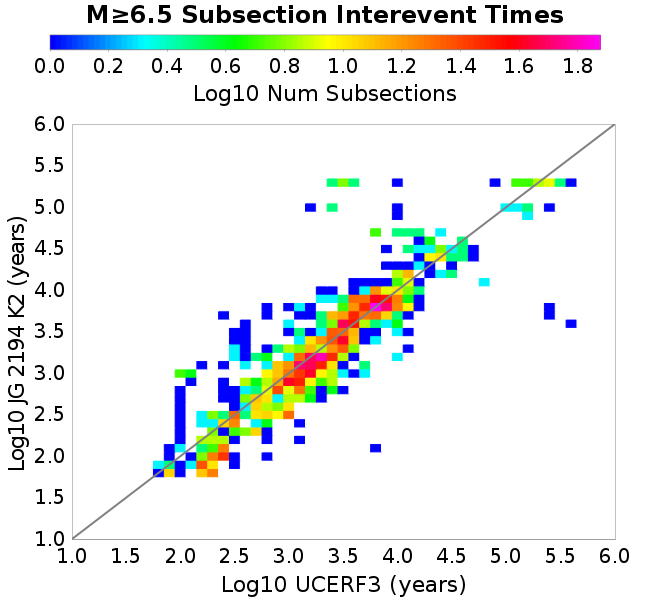 M≥6.5 Subsection Interevent Times
0.0 0.2 0.4 0.6 0.8 1.0 1.2 1.4 1.6 1.8
Log10 Num Subsections
6.0
5.5
5.0
4.5
4.0
3.5
3.0
2.5
2.0
1.5
1.0
Log10 JG 2194 K2 (years)
1.0 1.5 2.0 2.5 3.0 3.5 4.0 4.5 5.0 5.5 6.0
Log10 UCERF3 (years)